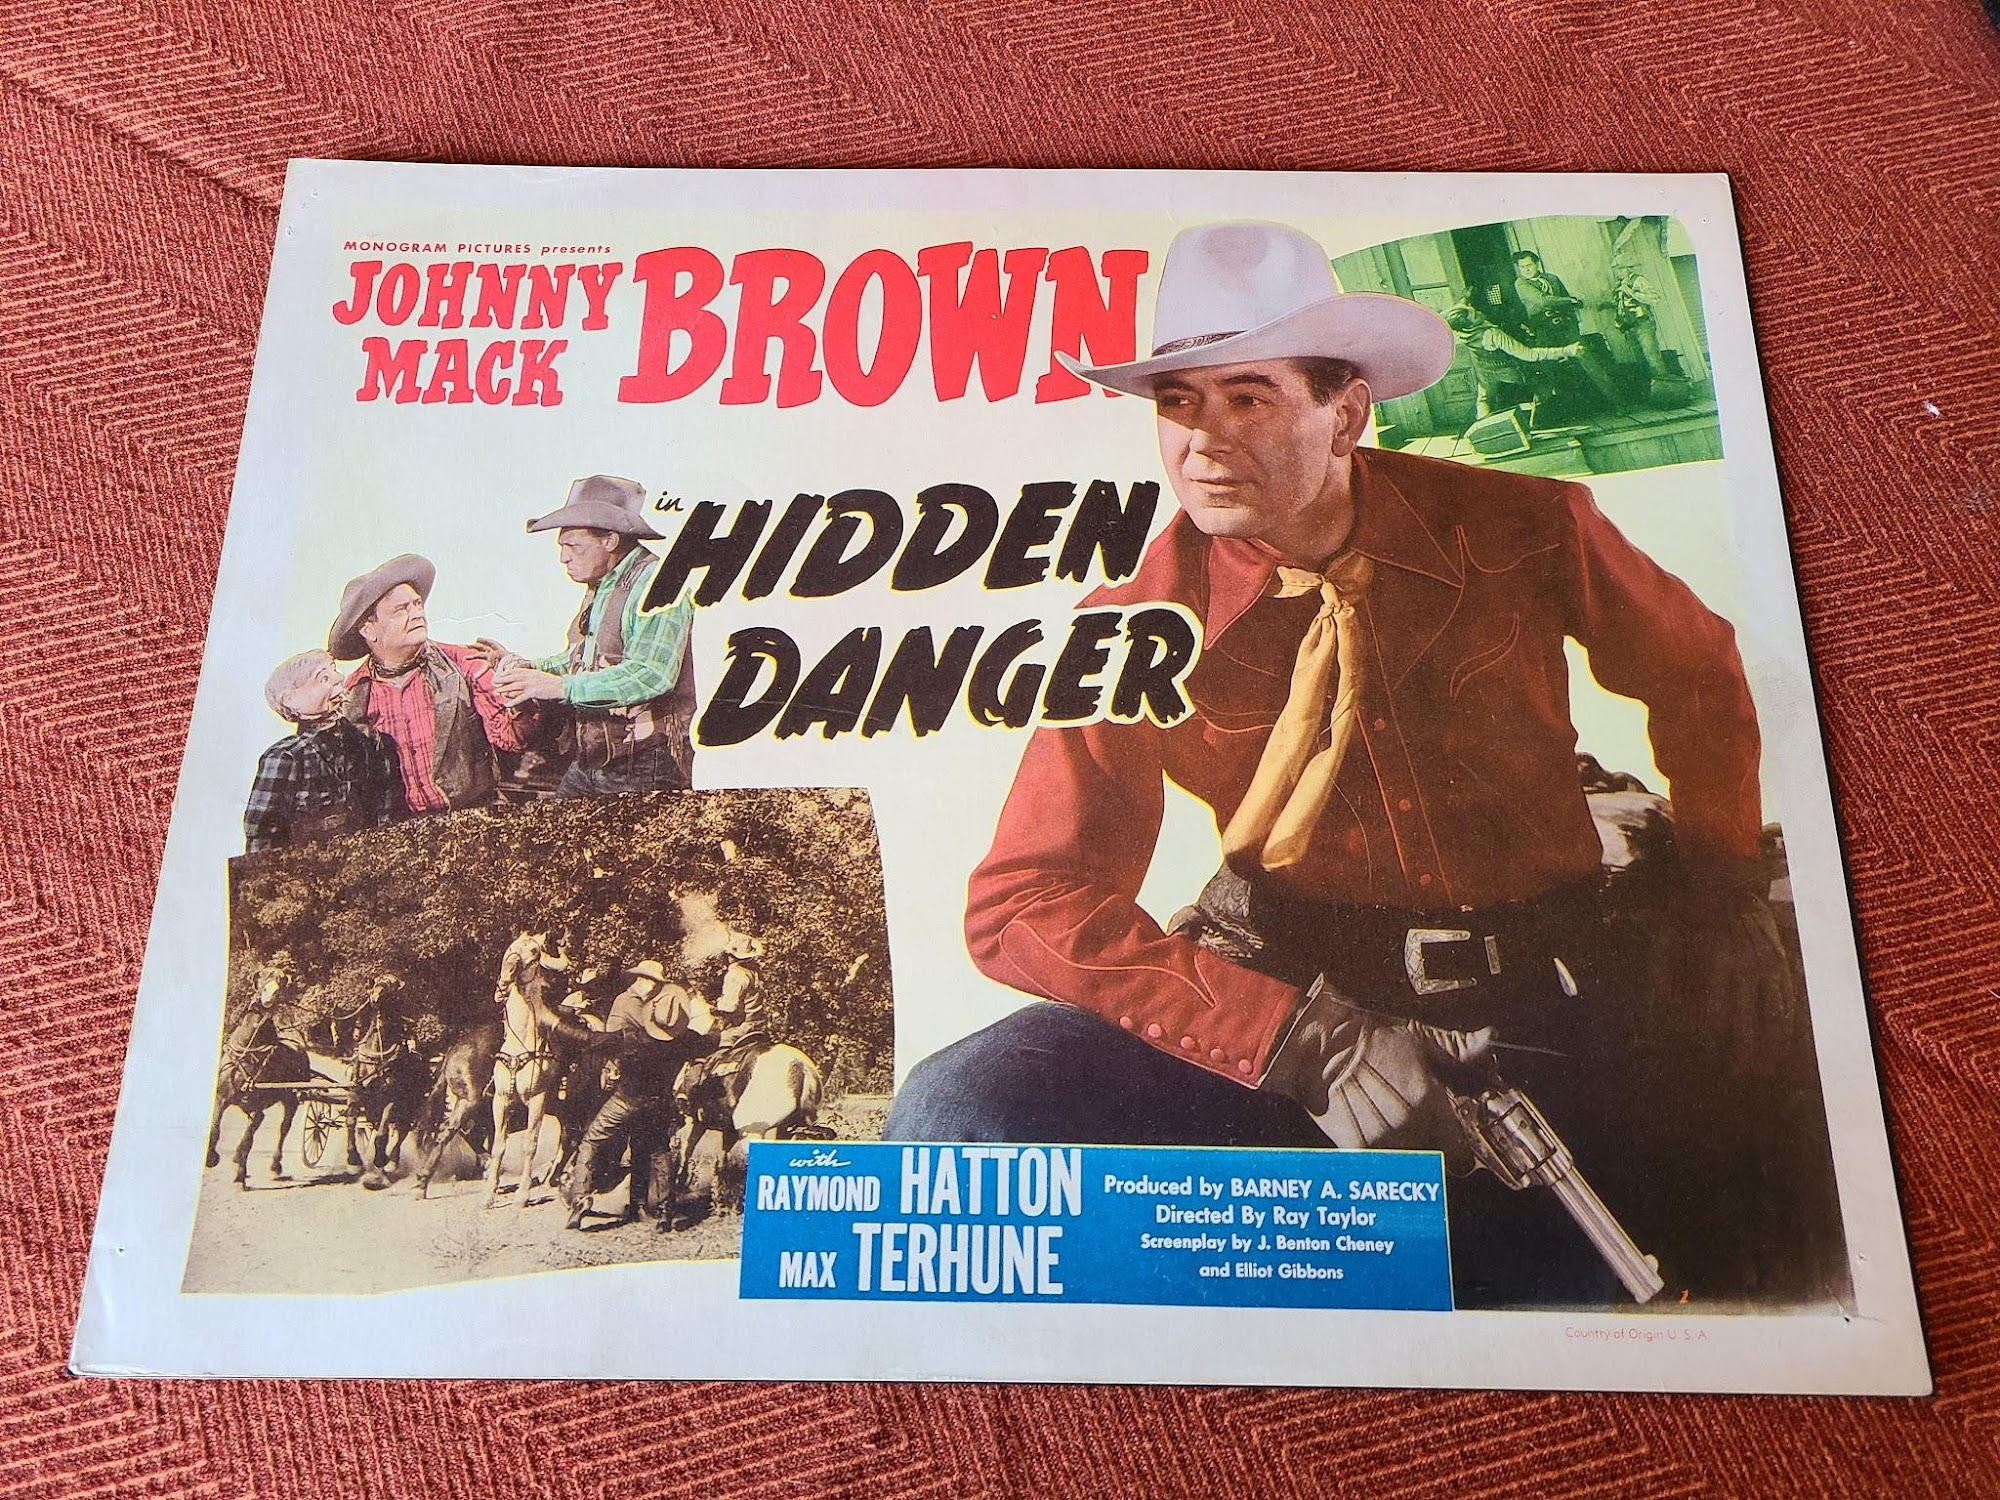 MONOGRAM PICTURES presents
JOHNNY MACK BROWN
in HIDDEN
DANGER
with
RAYMOND HATTON
MAX TERHUNE
Produced by BARNEY A. SARECKY
Directed By Ray Taylor
Screenplay by J. Benton Cheney
and Elliot Gibbons
Country of Origin U. S. A